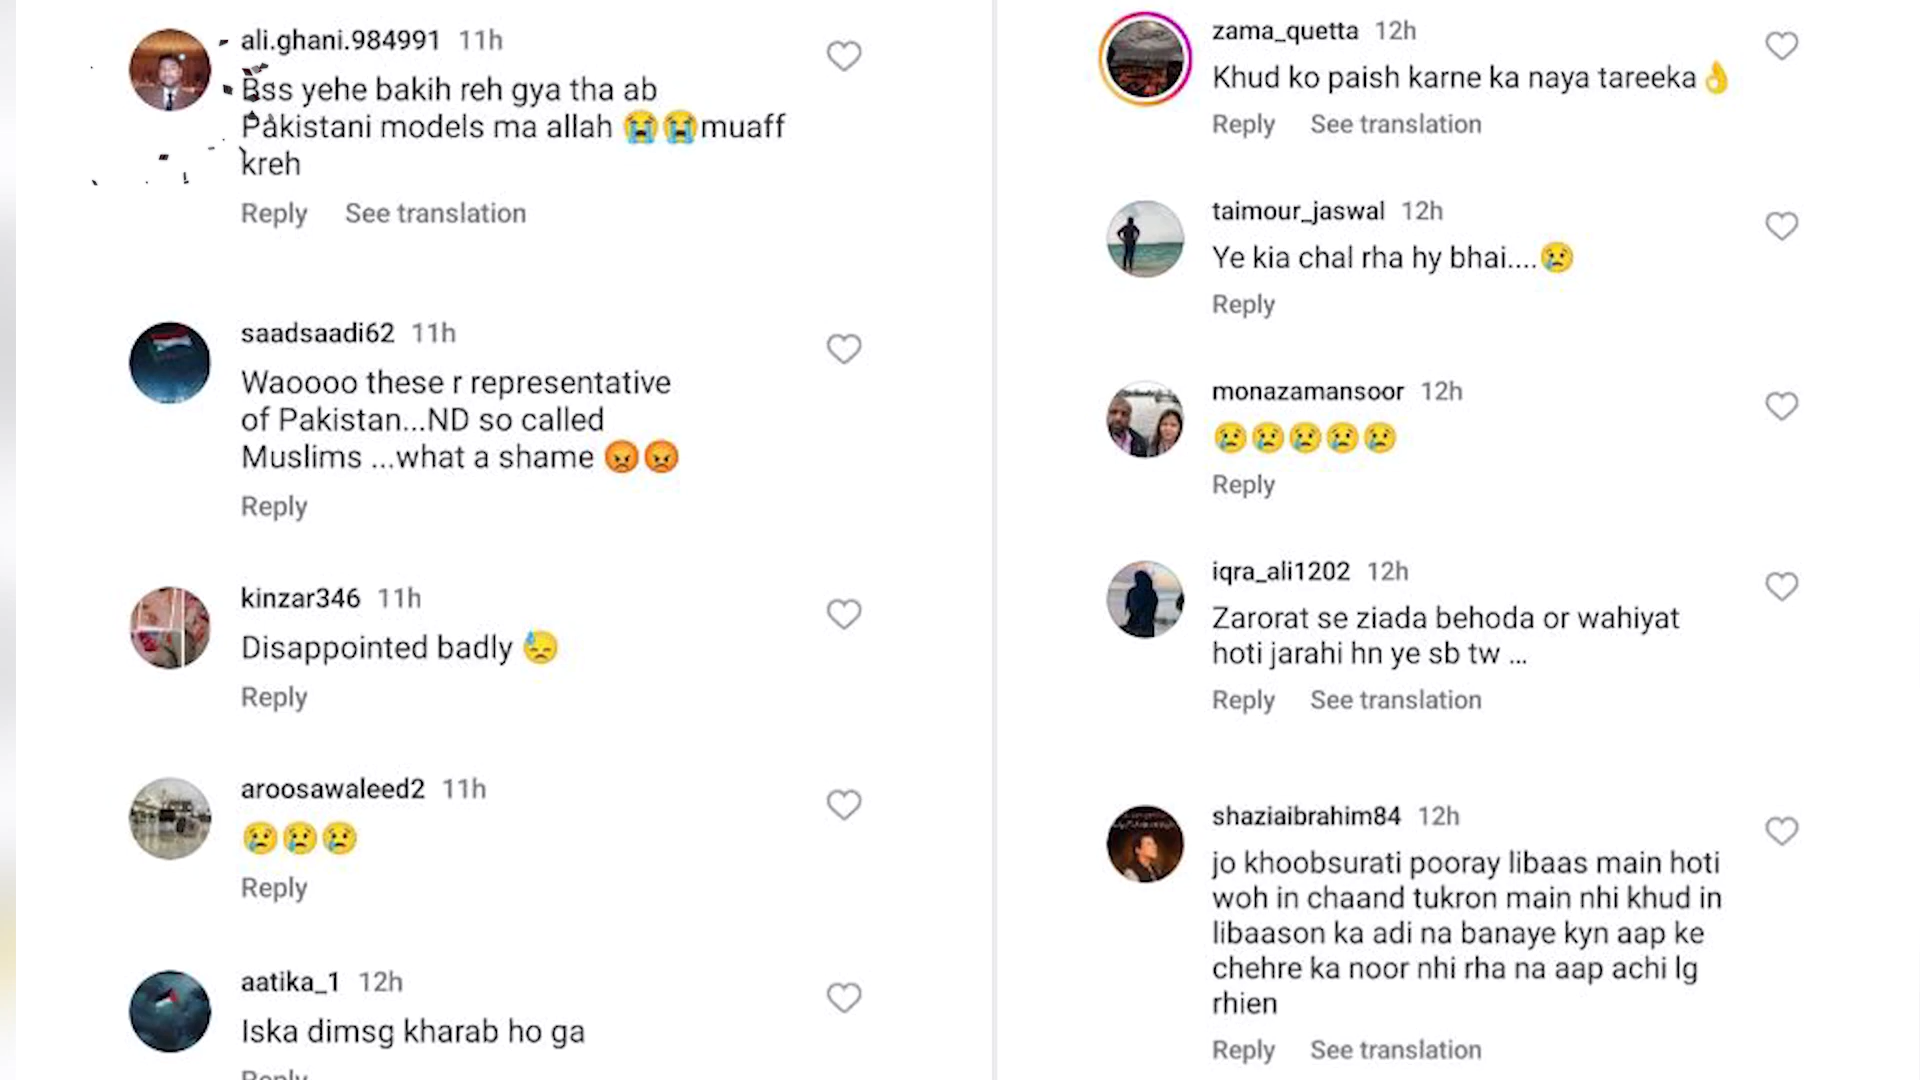 ali.ghani.984991 11h
Bss yehe bakih reh gya tha ab
Pakistani models ma allah 😭😭muaff
kreh
Reply See translation
saadsaadi62 11h
Waoooo these r representative
of Pakistan...ND so called
Muslims ...what a shame 😡😡
Reply
kinzar346 11h
Disappointed badly 😓
Reply
aroosawaleed2 11h
😢😢😢
Reply
aatika_1 12h
Iska dimsg kharab ho ga
Reply
zama_quetta 12h
Khud ko paish karne ka naya tareeka👌
Reply See translation
taimour_jaswal 12h
Ye kia chal rha hy bhai....😢
Reply
monazamansoor 12h
😢😢😢😢😢
Reply
iqra_ali1202 12h
Zarorat se ziada behoda or wahiyat
hoti jarahi hn ye sb tw ...
Reply See translation
shaziaibrahim84 12h
jo khoobsurati pooray libaas main hoti
woh in chaand tukron main nhi khud in
libaason ka adi na banaye kyn aap ke
chehre ka noor nhi rha na aap achi lg
rhien
Reply See translation